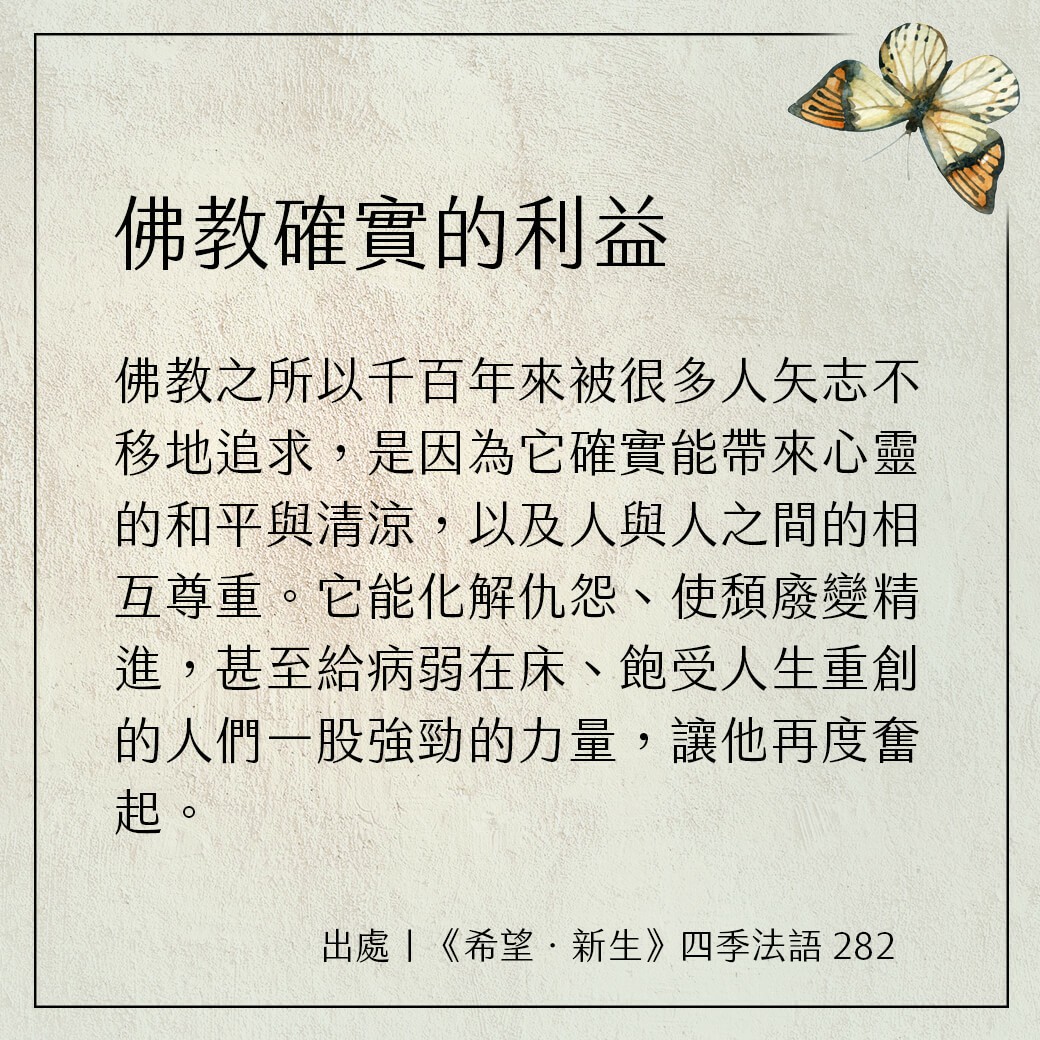 佛教確實的利益
佛教之所以千百年來被很多人矢志不
移地追求，是因為它確實能帶來心靈
的和平與清涼，以及人與人之間的相
互尊重。它能化解仇怨、使頹廢變精
進，甚至給病弱在床、飽受人生重創
的人們一股強勁的力量，讓他再度奮
起。
出處丨《希望．新生》四季法語 282